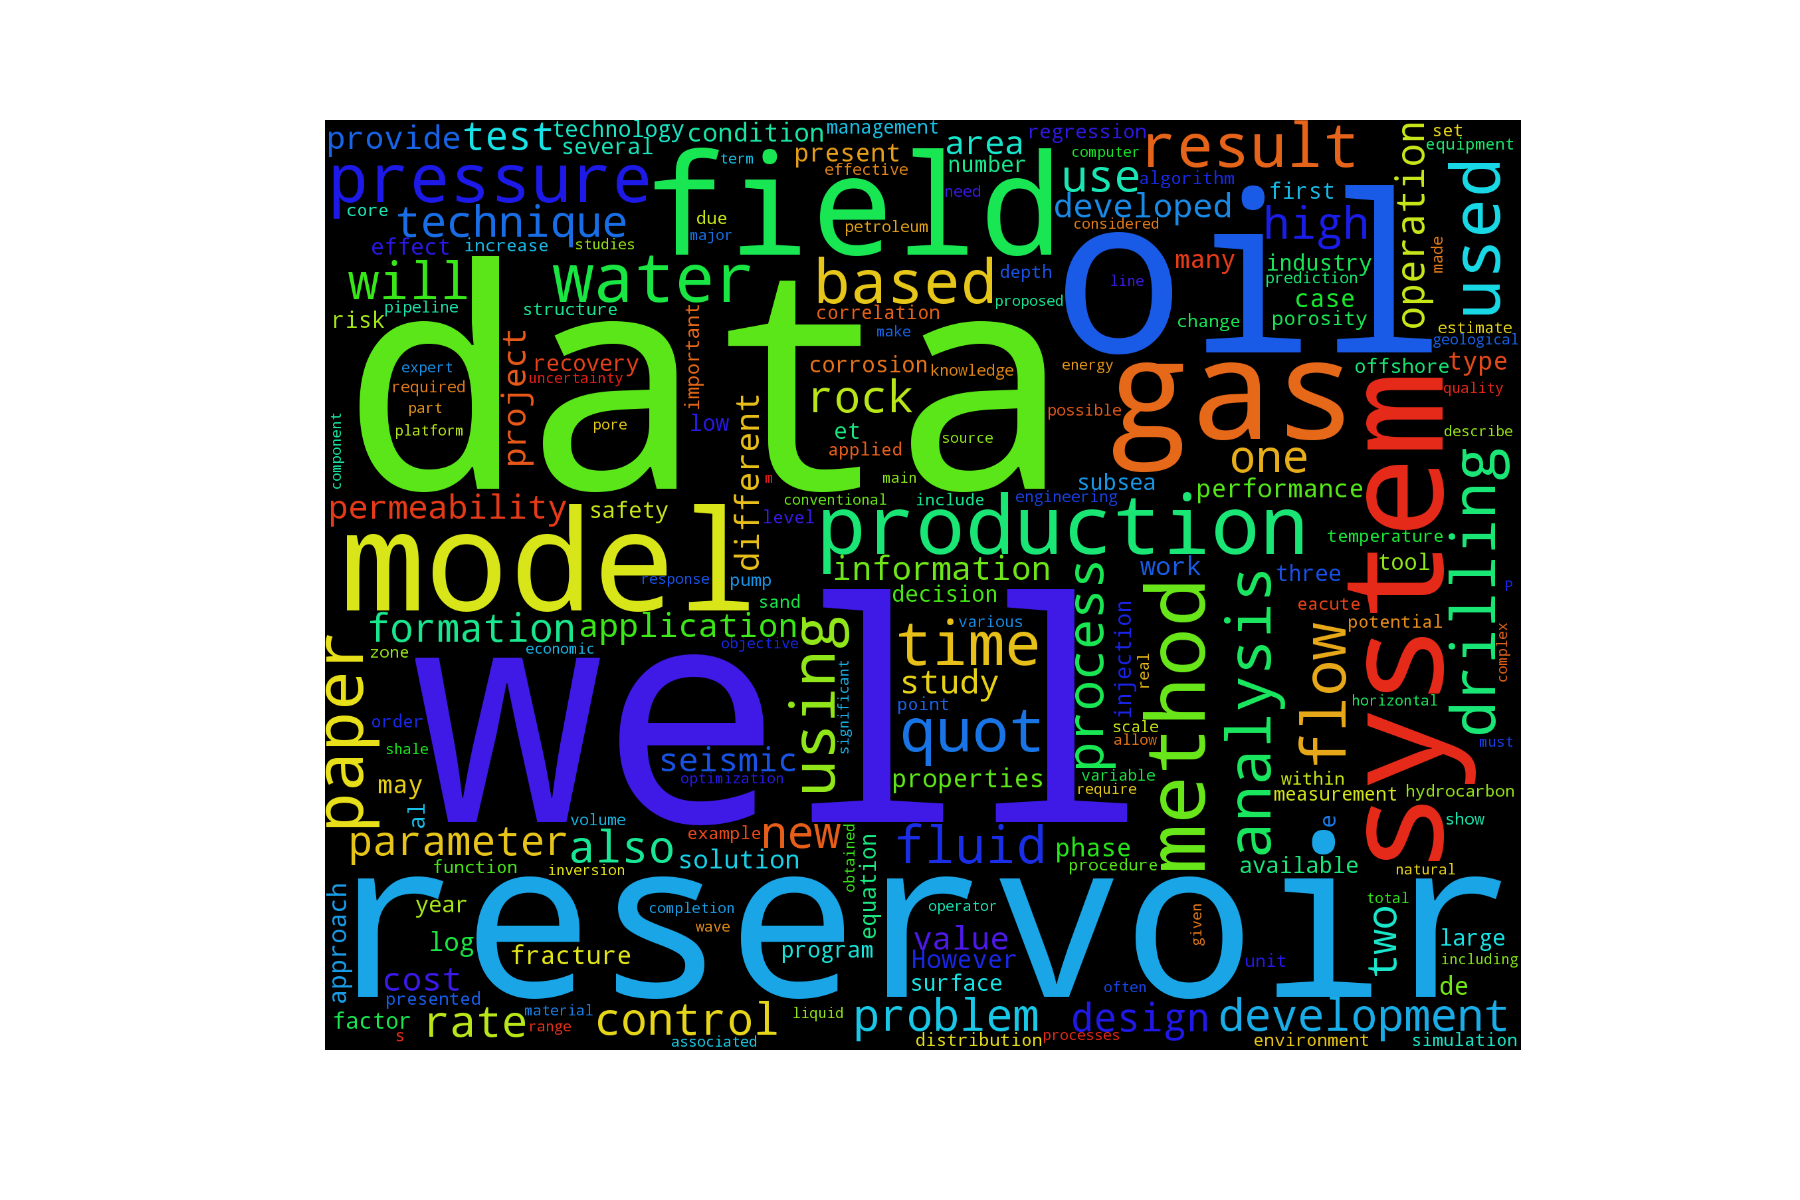 provide test technology condition management area regression result operation set
several term present number computer equipment
pressure field effective use algorithm first used
core technique due need developed considered high
effect increase studies major petroleum many industry made
will water based depth line prediction
pipeline structure proposed oil case
risk correlation change porosity estimate
data make geological
project recovery important corrosion knowledge energy gas offshore type
expert uncertainty rock quality
required
part low different et possible system
platform pore applied source one describe
component m main subsea performance drilling
permeability safety conventional include engineering
level production temperature
model information work three tool
response pump decision process method analysis P
sand eacute
formation application using various injection flow potential
paper zone economic objective time real complex
well study
order significant point quot horizontal
shale seismic scale must
optimization properties allow
may variable within
al require measurement hydrocarbon
volume example new fluid e show
parameter also solution phase
function inversion obtained equation procedure available natural
reservoir
approach year completion operator given two total
log wave value large
fracture program However unit including
cost surface de
presented material liquid often
factor rate control problem design development
s range associated distribution processes environment simulation